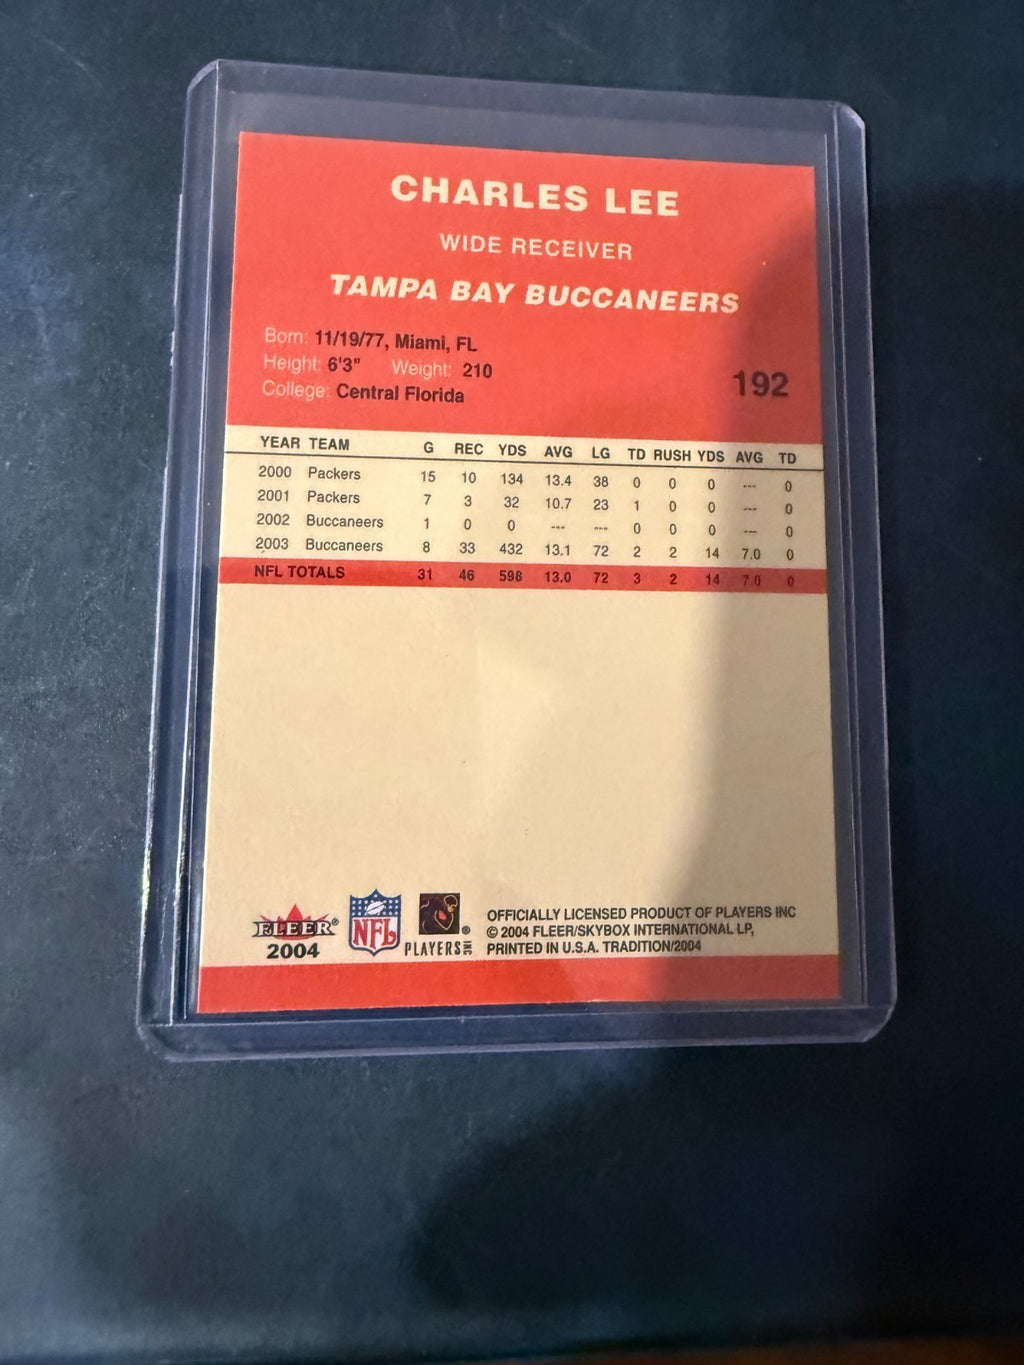 CHARLES LEE
WIDE RECEIVER
TAMPA BAY BUCCANEERS
Born: 11/19/77, Miami, FL
Height: 6'3" Weight: 210
College: Central Florida
192
YEAR TEAM G REC YDS AVG LG TD RUSH YDS AVG TD
2000 Packers 15 10 134 13.4 38 0 0 0 --- 0
2001 Packers 7 3 32 10.7 23 1 0 0 --- 0
2002 Buccaneers 1 0 0 --- --- 0 0 0 --- 0
2003 Buccaneers 8 33 432 13.1 72 2 2 14 7.0 0
NFL TOTALS 31 46 598 13.0 72 3 2 14 7.0 0
FLEER®
2004
NFL
PLAYERS INC ®
OFFICIALLY LICENSED PRODUCT OF PLAYERS INC
© 2004 FLEER/SKYBOX INTERNATIONAL LP,
PRINTED IN U.S.A. TRADITION/2004